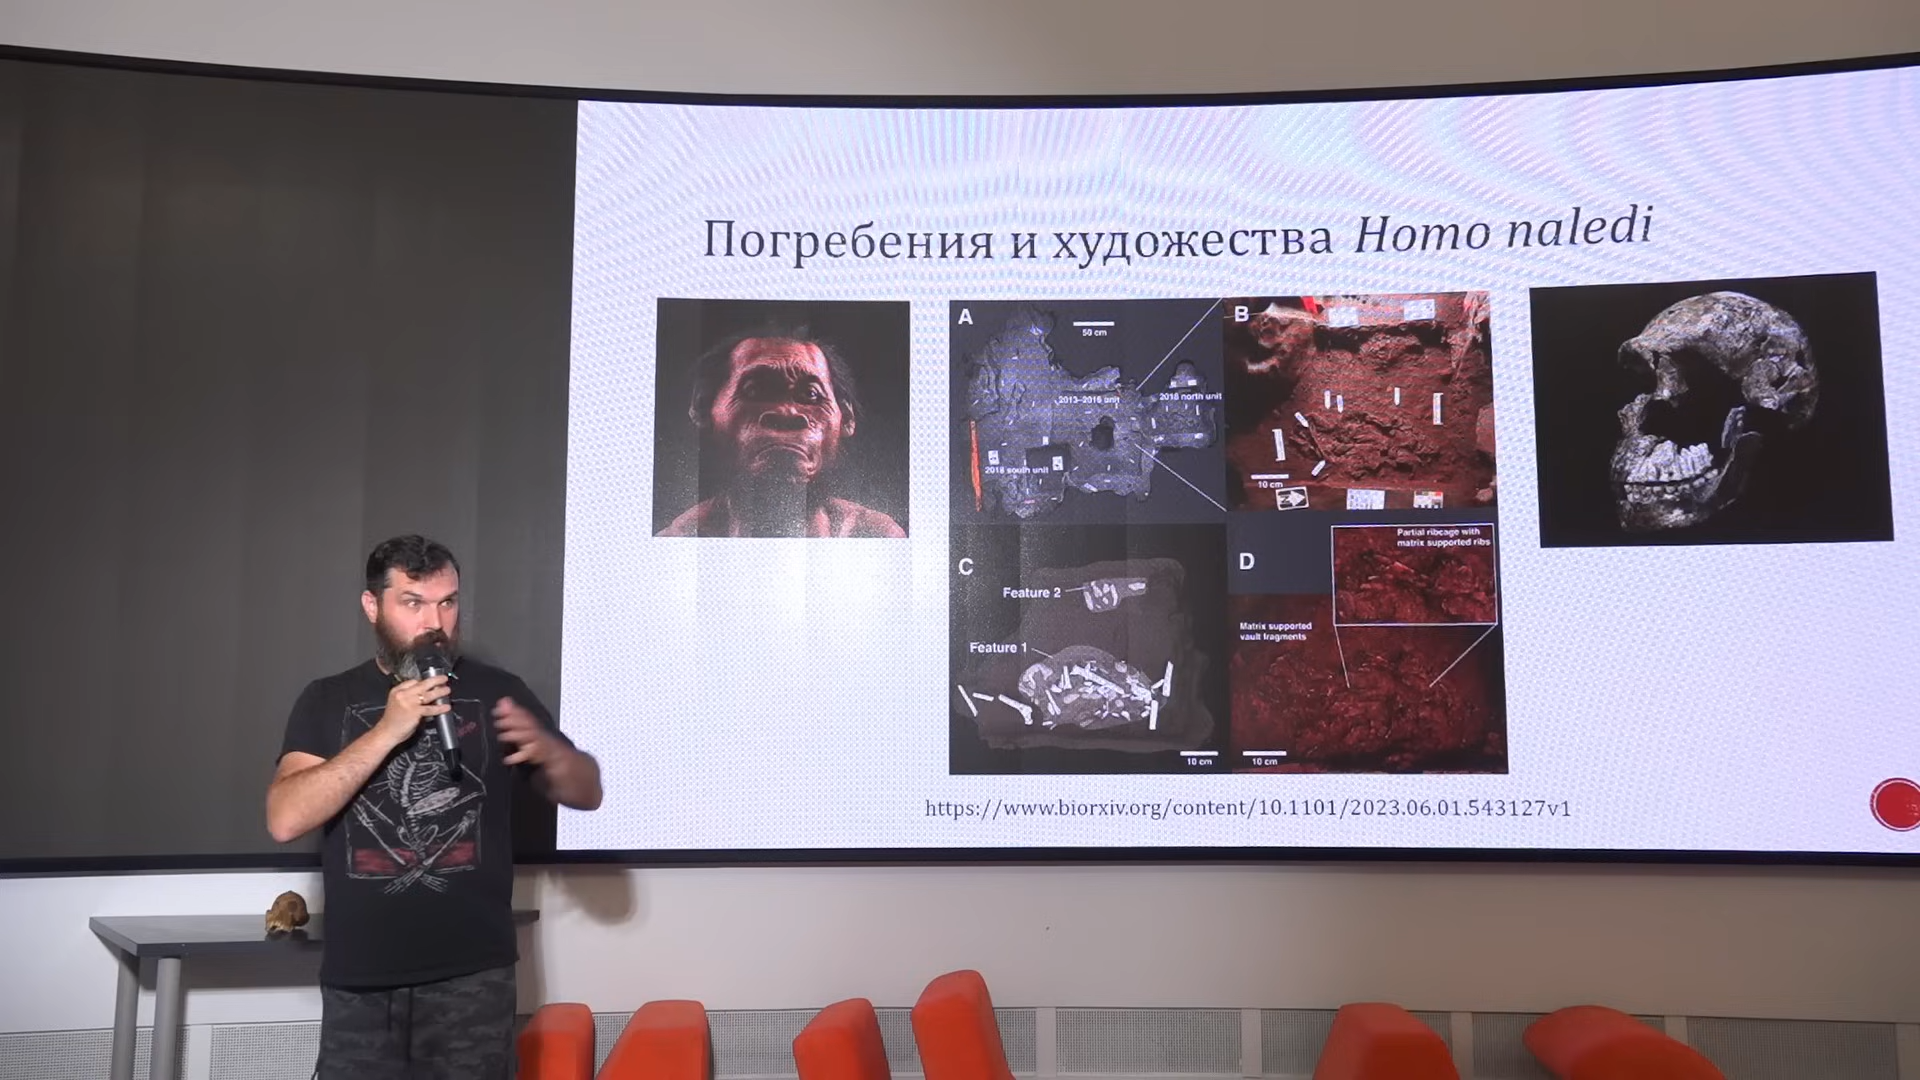 Погребения и художества Homo naledi
A
50 cm
2013–2016 unit
2018 north unit
2018 south unit
B
10 cm
C
Feature 2
Feature 1
10 cm
D
Partial ribcage with
matrix supported ribs
Matrix supported
vault fragments
10 cm
https://www.biorxiv.org/content/10.1101/2023.06.01.543127v1